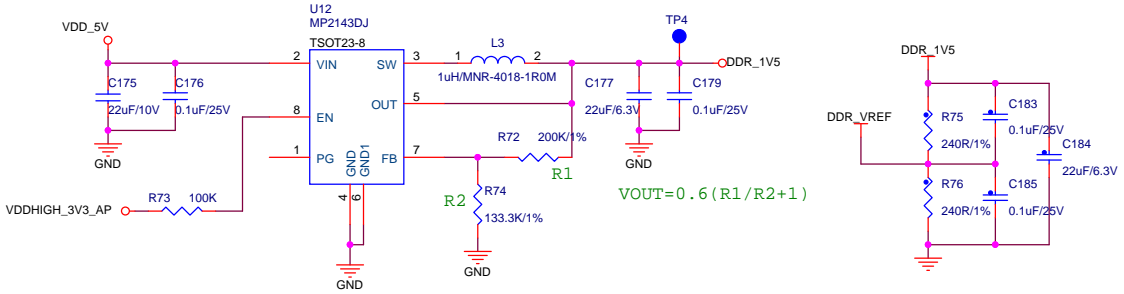 U12
MP2143DJ
TSOT23-8
VDD_5V
C175
22uF/10V
C176
0.1uF/25V
GND
2
VIN
8
EN
1
PG
SW
3
OUT
5
FB
7
GND
GND1
4
6
GND
VDDHIGH_3V3_AP
R73
100K
1
L3
2
1uH/MNR-4018-1R0M
R72
200K/1%
R1
R2
R74
133.3K/1%
GND
TP4
DDR_1V5
C177
22uF/6.3V
C179
0.1uF/25V
GND
VOUT=0.6(R1/R2+1)
DDR_1V5
DDR_VREF
R75
240R/1%
C183
0.1uF/25V
C184
22uF/6.3V
R76
240R/1%
C185
0.1uF/25V